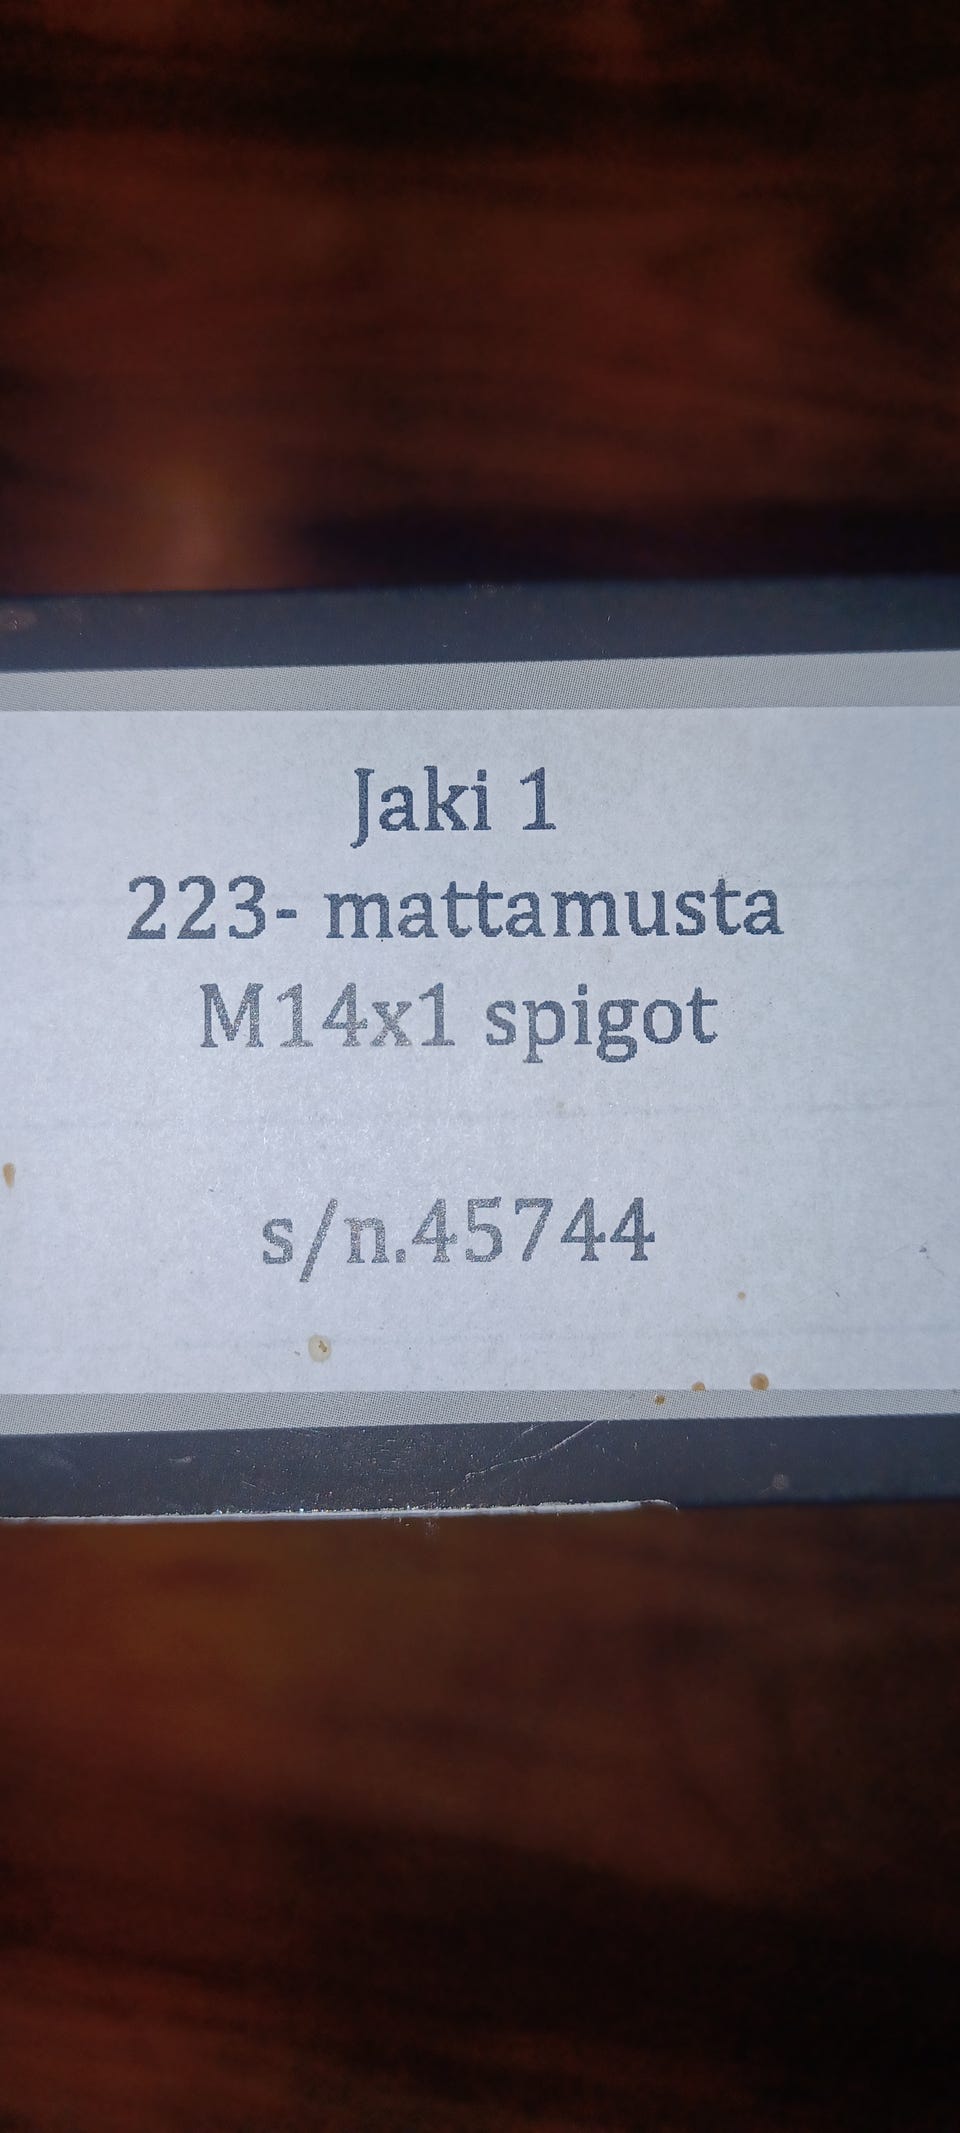 Jaki 1
223- mattamusta
M14x1 spigot
s/n.45744